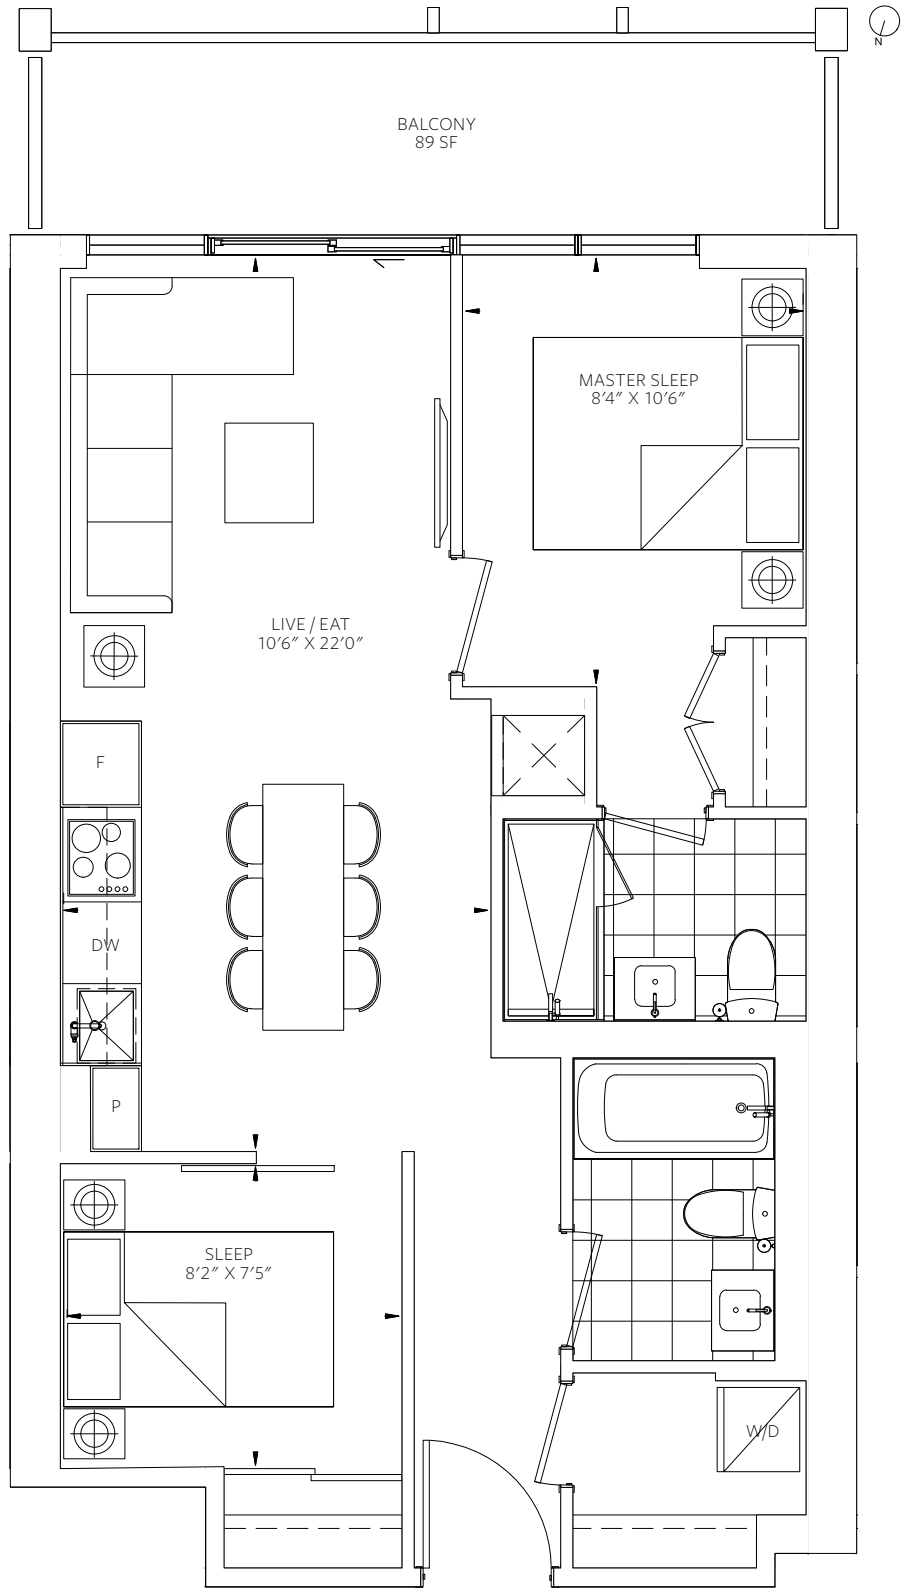 N
BALCONY
89 SF
MASTER SLEEP
8'4" X 10'6"
LIVE / EAT
10'6" X 22'0"
F
DW
P
SLEEP
8'2" X 7'5"
W/D